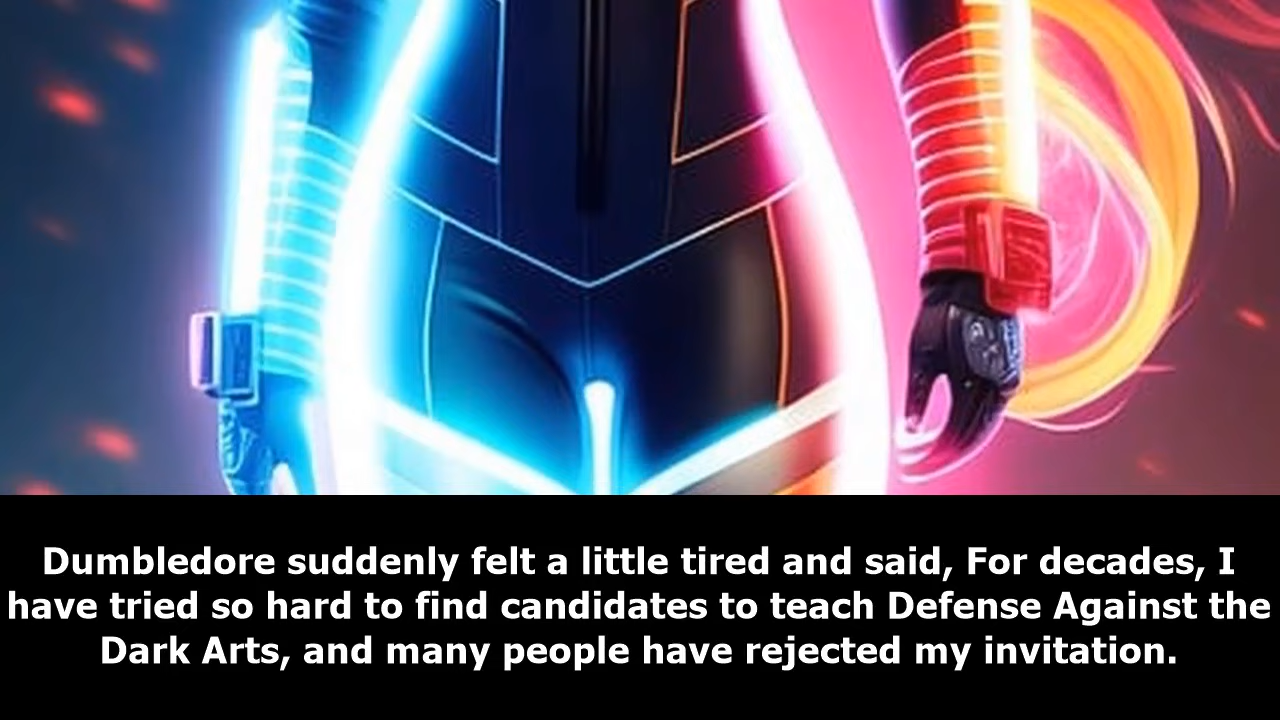 Dumbledore suddenly felt a little tired and said, For decades, I
have tried so hard to find candidates to teach Defense Against the
Dark Arts, and many people have rejected my invitation.